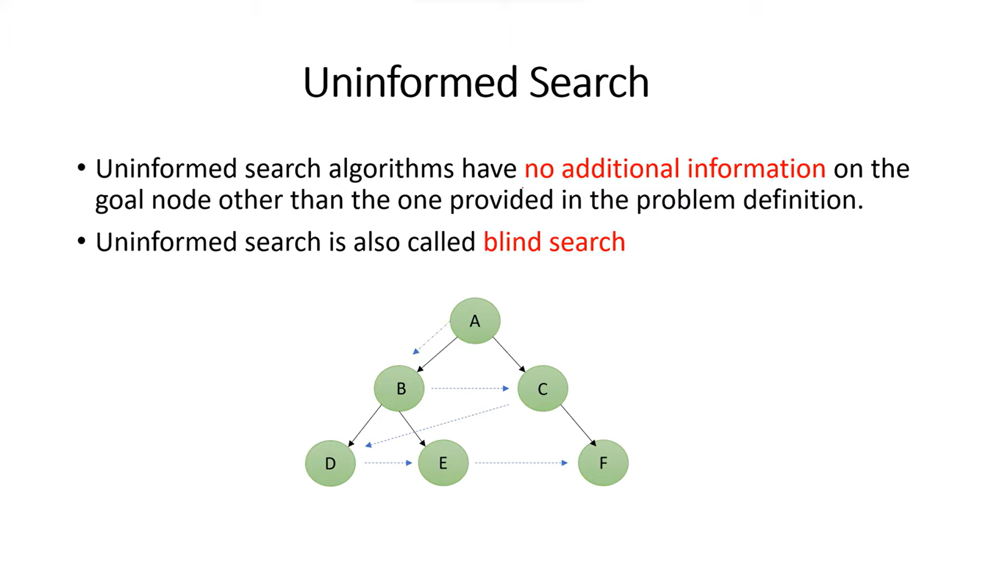 Uninformed Search
• Uninformed search algorithms have no additional information on the
goal node other than the one provided in the problem definition.
• Uninformed search is also called blind search
A
B
C
D
E
F